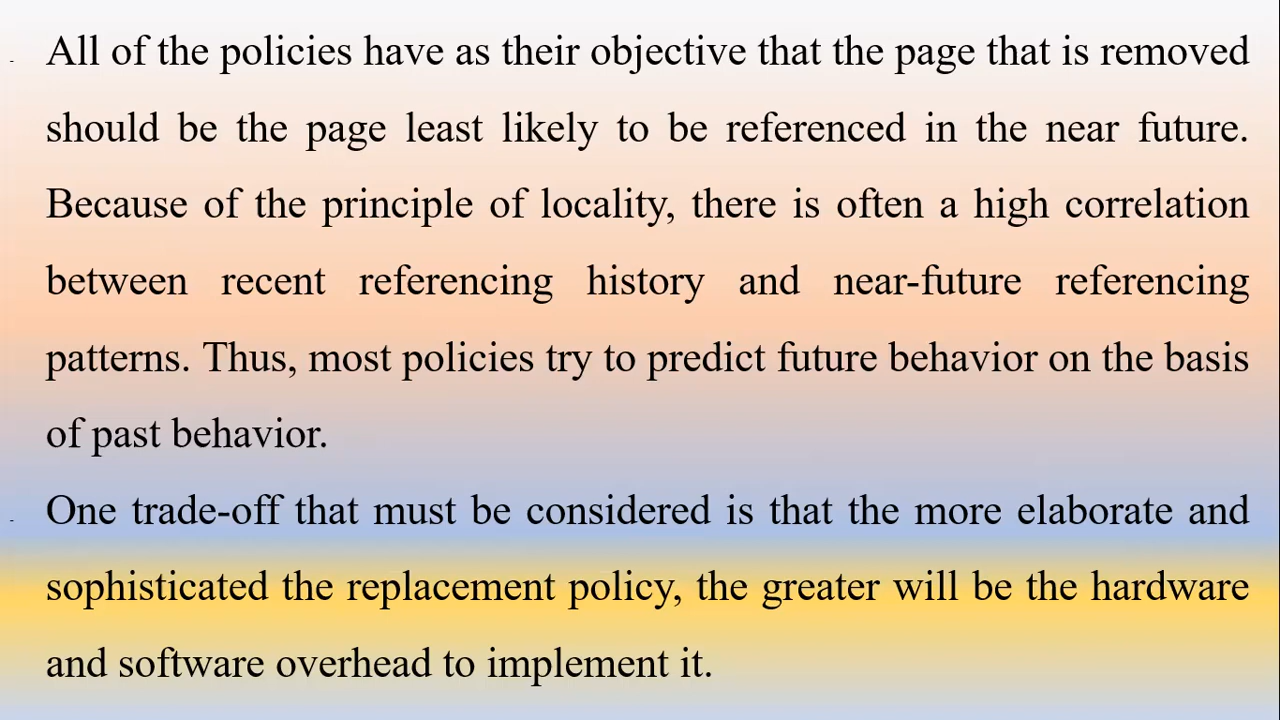 All of the policies have as their objective that the page that is removed
should be the page least likely to be referenced in the near future.
Because of the principle of locality, there is often a high correlation
between recent referencing history and near-future referencing
patterns. Thus, most policies try to predict future behavior on the basis
of past behavior.
One trade-off that must be considered is that the more elaborate and
sophisticated the replacement policy, the greater will be the hardware
and software overhead to implement it.